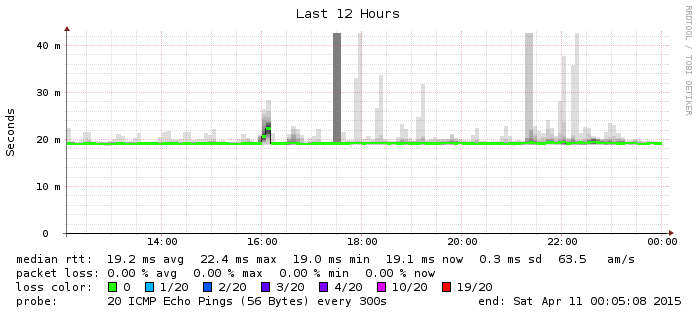 Last 12 Hours
RRDTOOL / TOBI OETIKER
Seconds
40 m
30 m
20 m
10 m
0
14:00 16:00 18:00 20:00 22:00 00:00
median rtt: 19.2 ms avg 22.4 ms max 19.0 ms min 19.1 ms now 0.3 ms sd 63.5 am/s
packet loss: 0.00 % avg 0.00 % max 0.00 % min 0.00 % now
loss color: 0 1/20 2/20 3/20 4/20 10/20 19/20
probe: 20 ICMP Echo Pings (56 Bytes) every 300s end: Sat Apr 11 00:05:08 2015